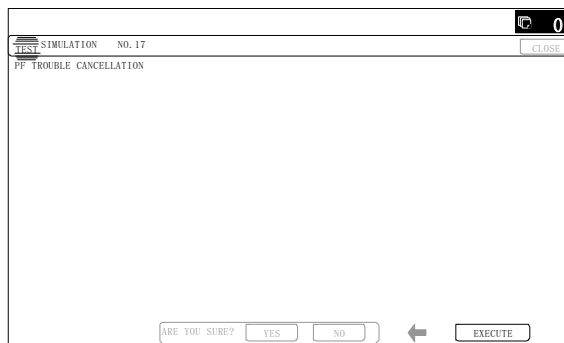 0
TEST SIMULATION NO.17 CLOSE
PF TROUBLE CANCELLATION
ARE YOU SURE? YES NO EXECUTE